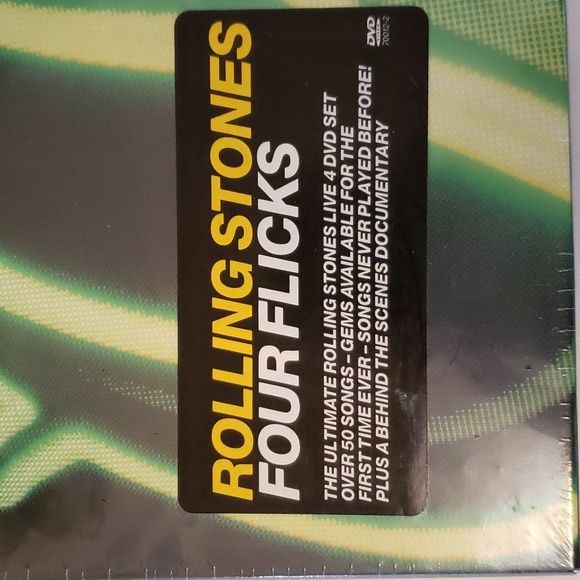 ROLLING STONES
FOUR FLICKS
THE ULTIMATE ROLLING STONES LIVE 4 DVD SET
OVER 50 SONGS – GEMS AVAILABLE FOR THE
FIRST TIME EVER – SONGS NEVER PLAYED BEFORE!
PLUS A BEHIND THE SCENES DOCUMENTARY
DVD
70012-2